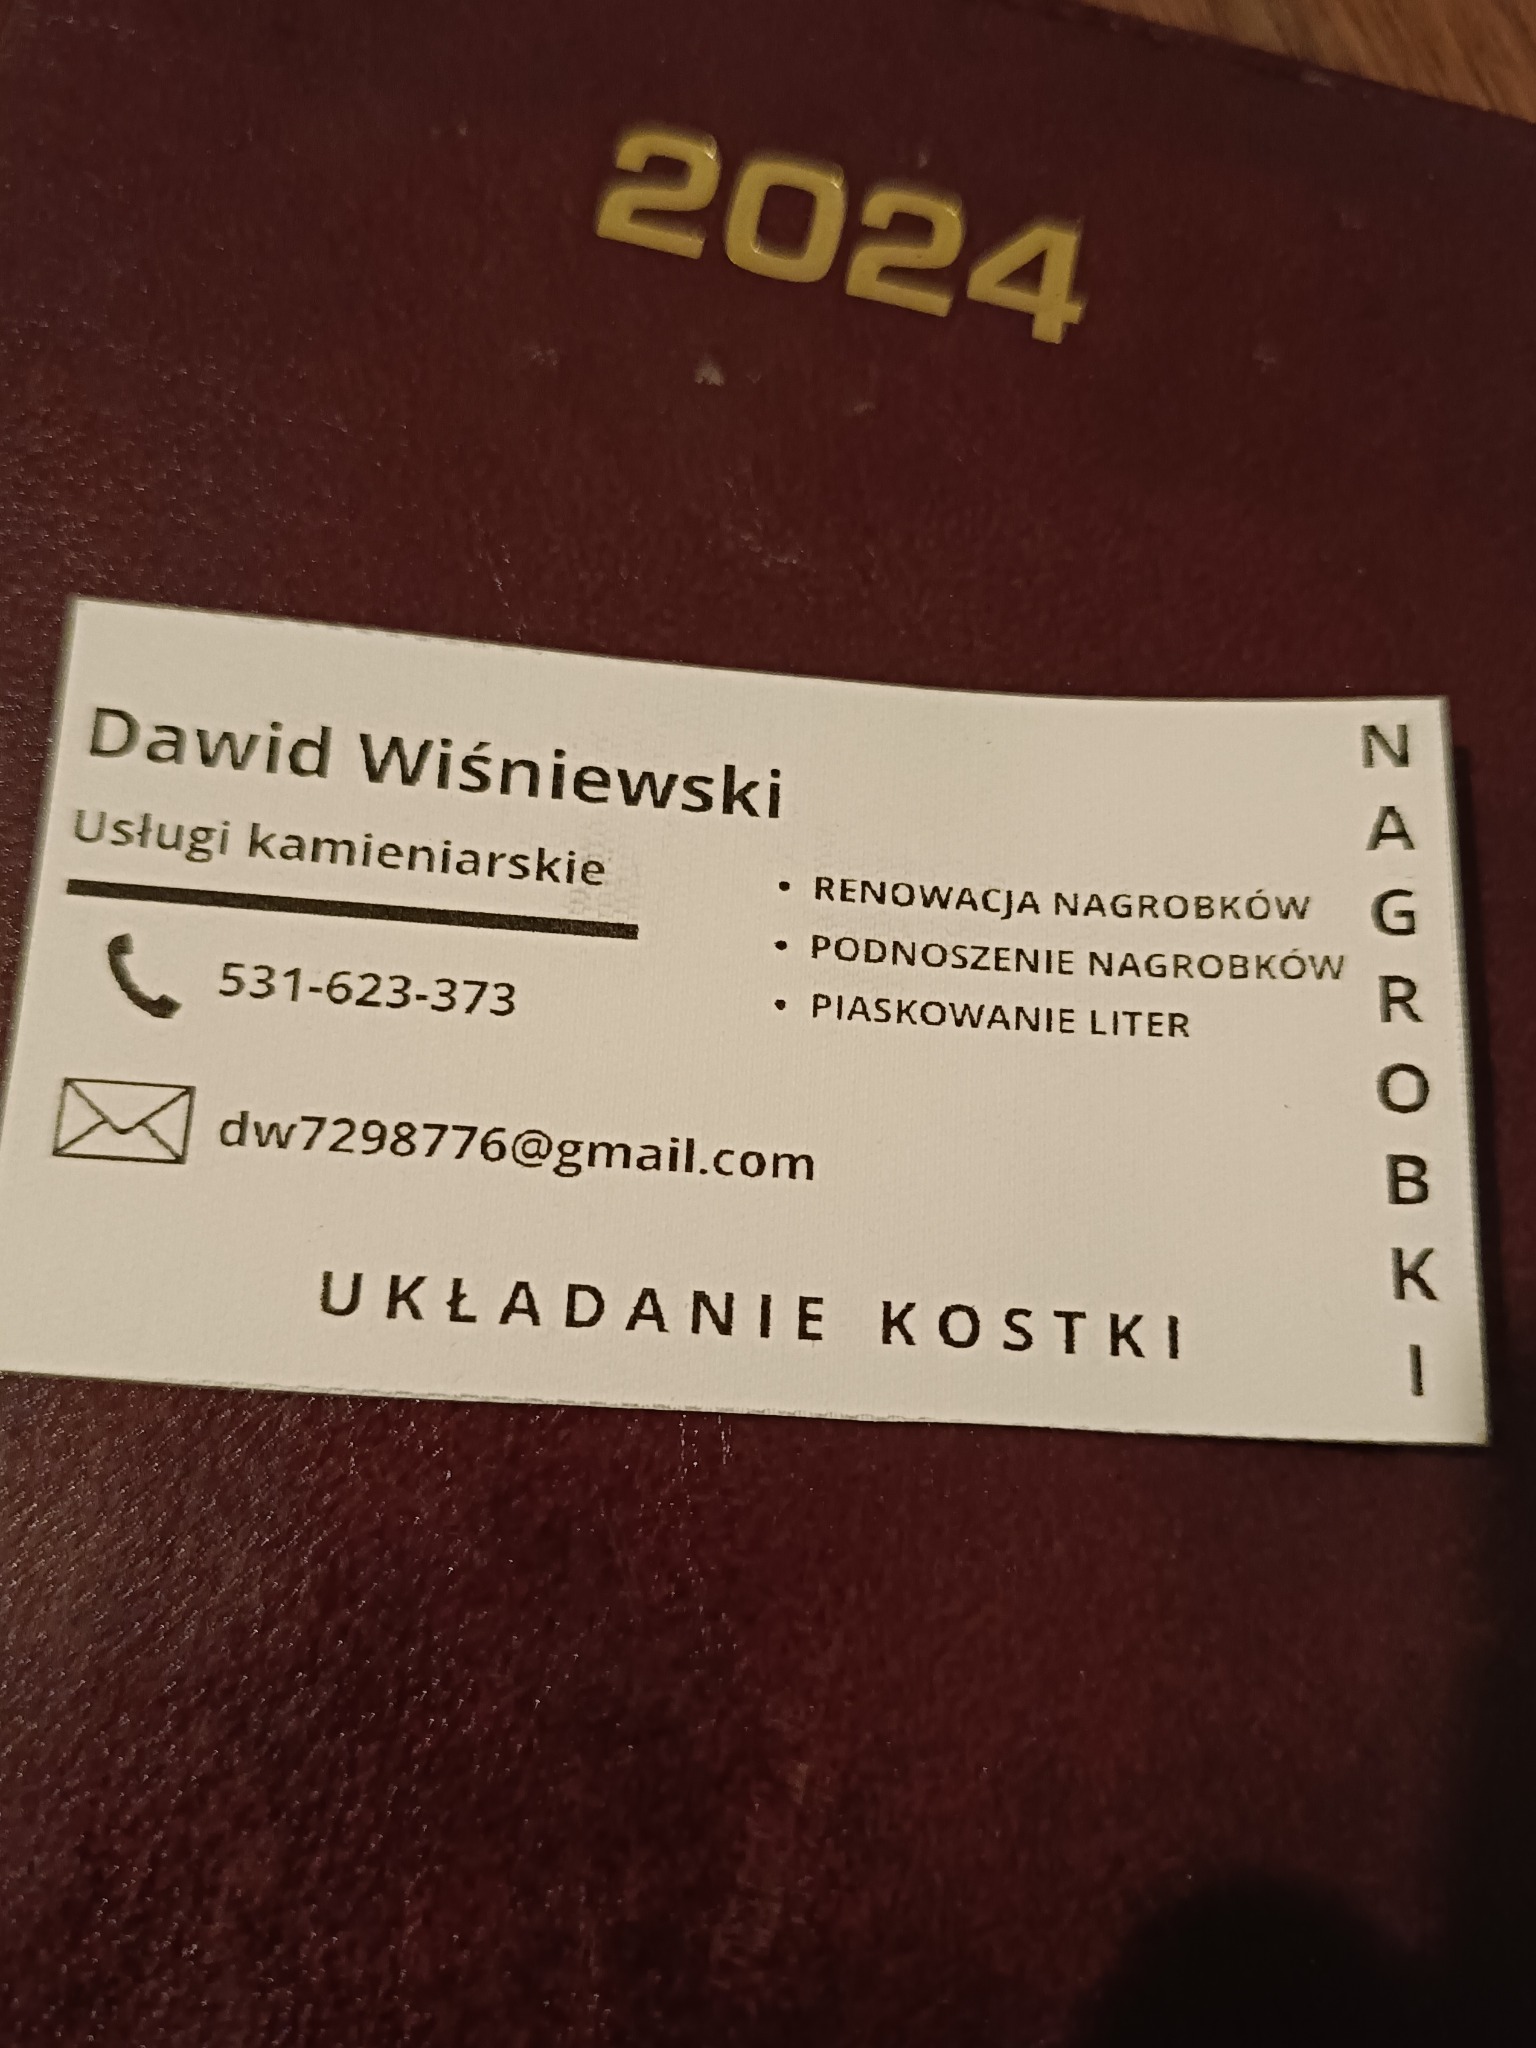 2024
Dawid Wiśniewski
Usługi kamieniarskie
531-623-373
dw7298776@gmail.com
• RENOWACJA NAGROBKÓW
• PODNOSZENIE NAGROBKÓW
• PIASKOWANIE LITER
UKŁADANIE KOSTKI
NAGROBKI